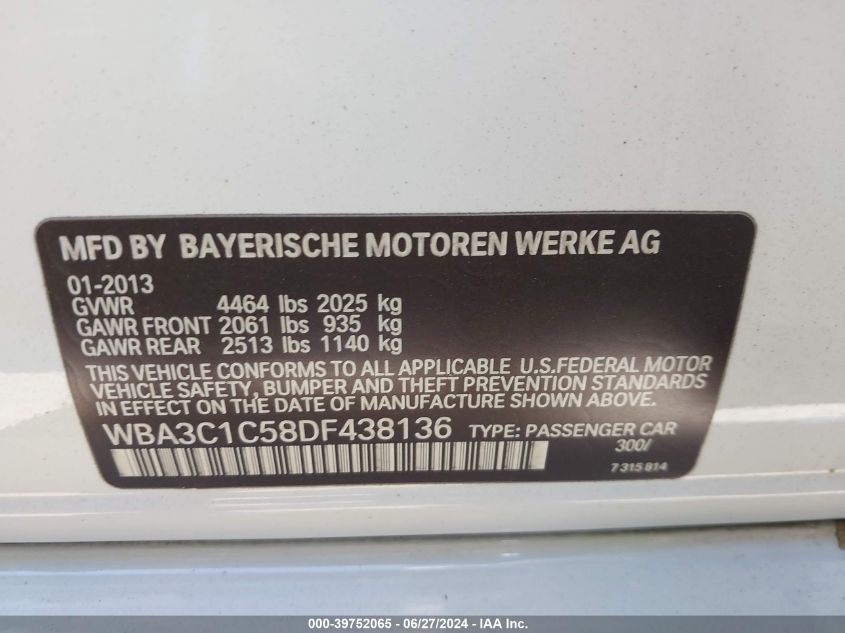 MFD BY BAYERISCHE MOTOREN WERKE AG
01-2013
GVWR 4464 lbs 2025 kg
GAWR FRONT 2061 lbs 935 kg
GAWR REAR 2513 lbs 1140 kg
THIS VEHICLE CONFORMS TO ALL APPLICABLE U.S.FEDERAL MOTOR
VEHICLE SAFETY, BUMPER AND THEFT PREVENTION STANDARDS
IN EFFECT ON THE DATE OF MANUFACTURE SHOWN ABOVE.
WBA3C1C58DF438136 TYPE: PASSENGER CAR
300/
7 315 814
000-39752065 - 06/27/2024 - IAA Inc.